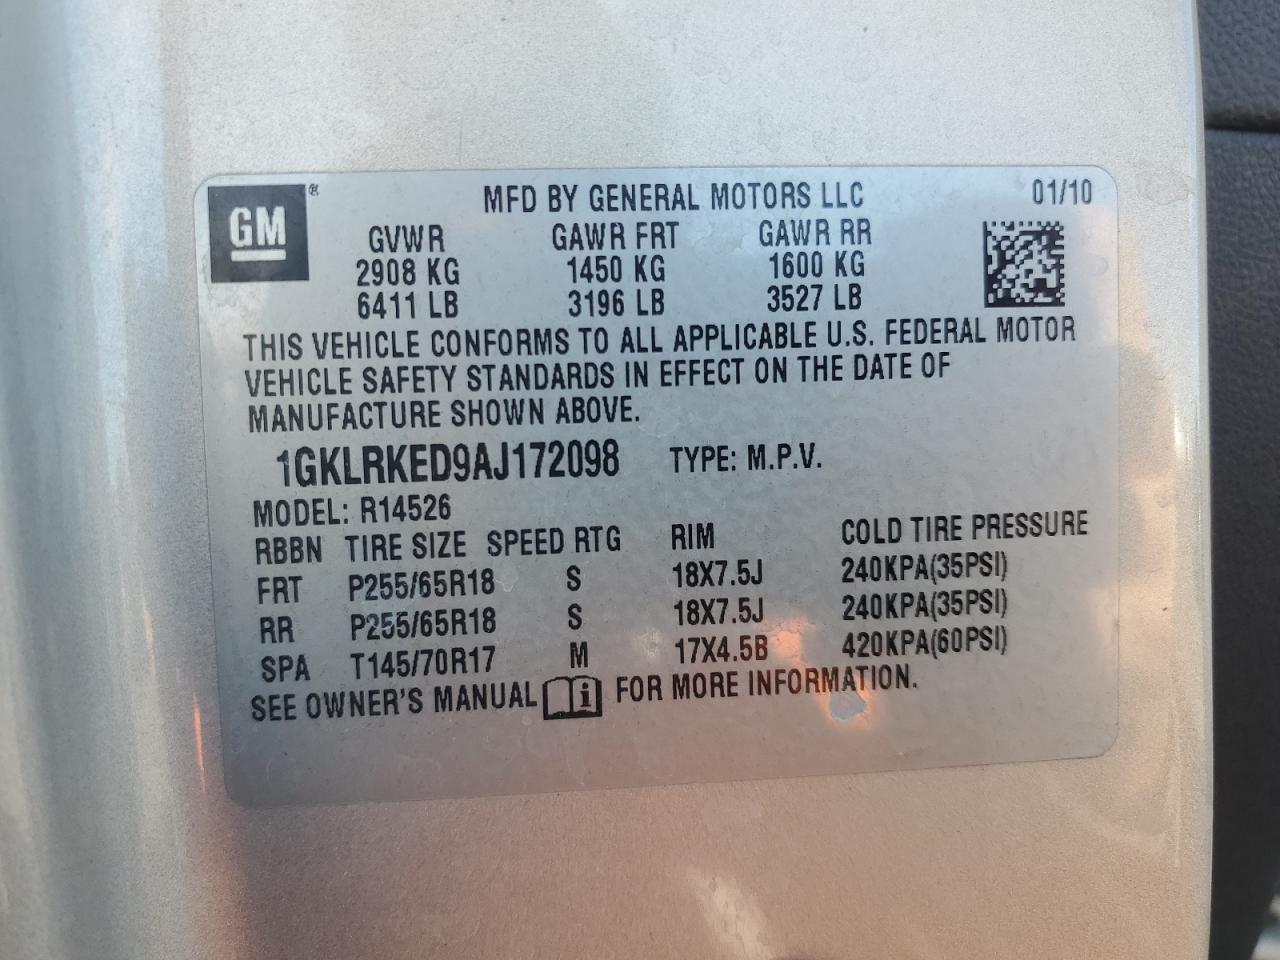 GM ® MFD BY GENERAL MOTORS LLC 01/10
GVWR GAWR FRT GAWR RR
2908 KG 1450 KG 1600 KG
6411 LB 3196 LB 3527 LB
THIS VEHICLE CONFORMS TO ALL APPLICABLE U.S. FEDERAL MOTOR
VEHICLE SAFETY STANDARDS IN EFFECT ON THE DATE OF
MANUFACTURE SHOWN ABOVE.
1GKLRKED9AJ172098 TYPE: M.P.V.
MODEL: R14526
RBBN TIRE SIZE SPEED RTG RIM COLD TIRE PRESSURE
FRT P255/65R18 S 18X7.5J 240KPA(35PSI)
RR P255/65R18 S 18X7.5J 240KPA(35PSI)
SPA T145/70R17 M 17X4.5B 420KPA(60PSI)
SEE OWNER'S MANUAL i FOR MORE INFORMATION.